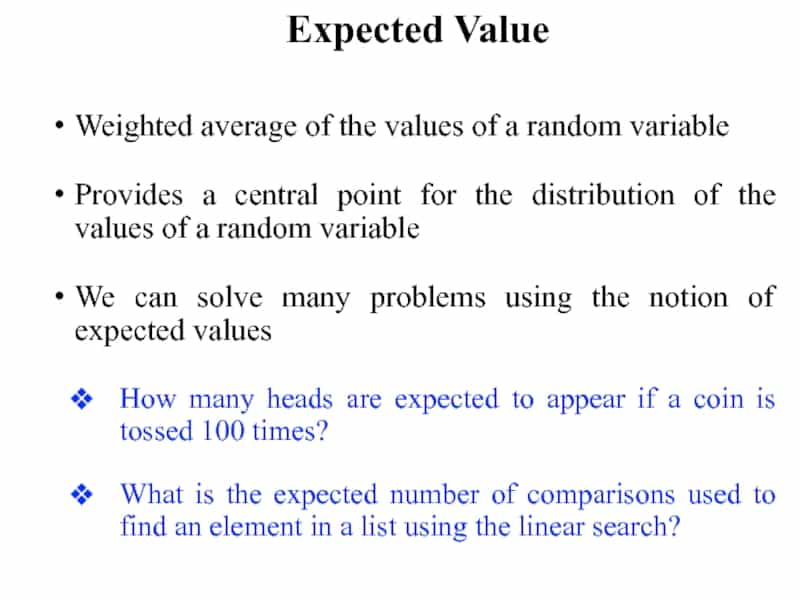 Expected Value
• Weighted average of the values of a random variable
• Provides a central point for the distribution of the
values of a random variable
• We can solve many problems using the notion of
expected values
❖ How many heads are expected to appear if a coin is
tossed 100 times?
❖ What is the expected number of comparisons used to
find an element in a list using the linear search?